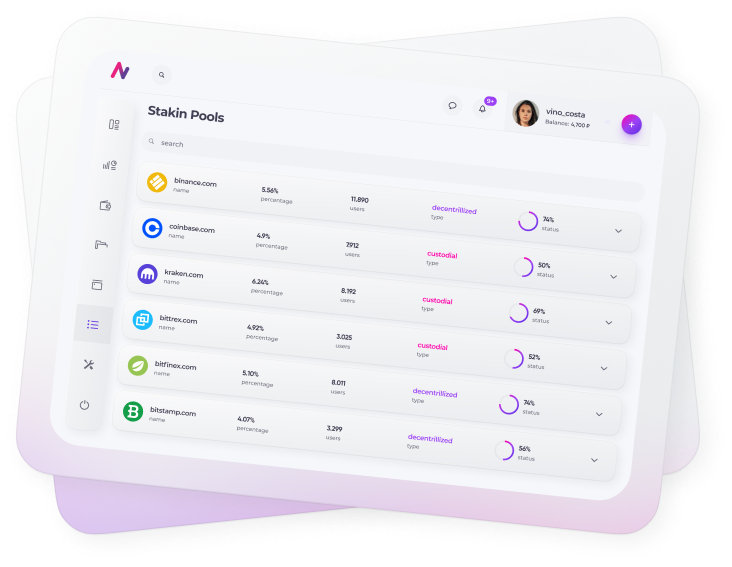 9+
vino_costa
Balance: 4,700 ₽
Stakin Pools
search
binance.com 5.56% 11.890 decentrillized 74%
name percentage users type status
coinbase.com 4.9% 7.912 custodial 50%
name percentage users type status
kraken.com 6.24% 8.192 custodial 69%
name percentage users type status
bittrex.com 4.92% 3.025 custodial 52%
name percentage users type status
bitfinex.com 5.10% 8.011 decentrillized 74%
name percentage users type status
bitstamp.com 4.07% 3.299 decentrillized 56%
name percentage users type status